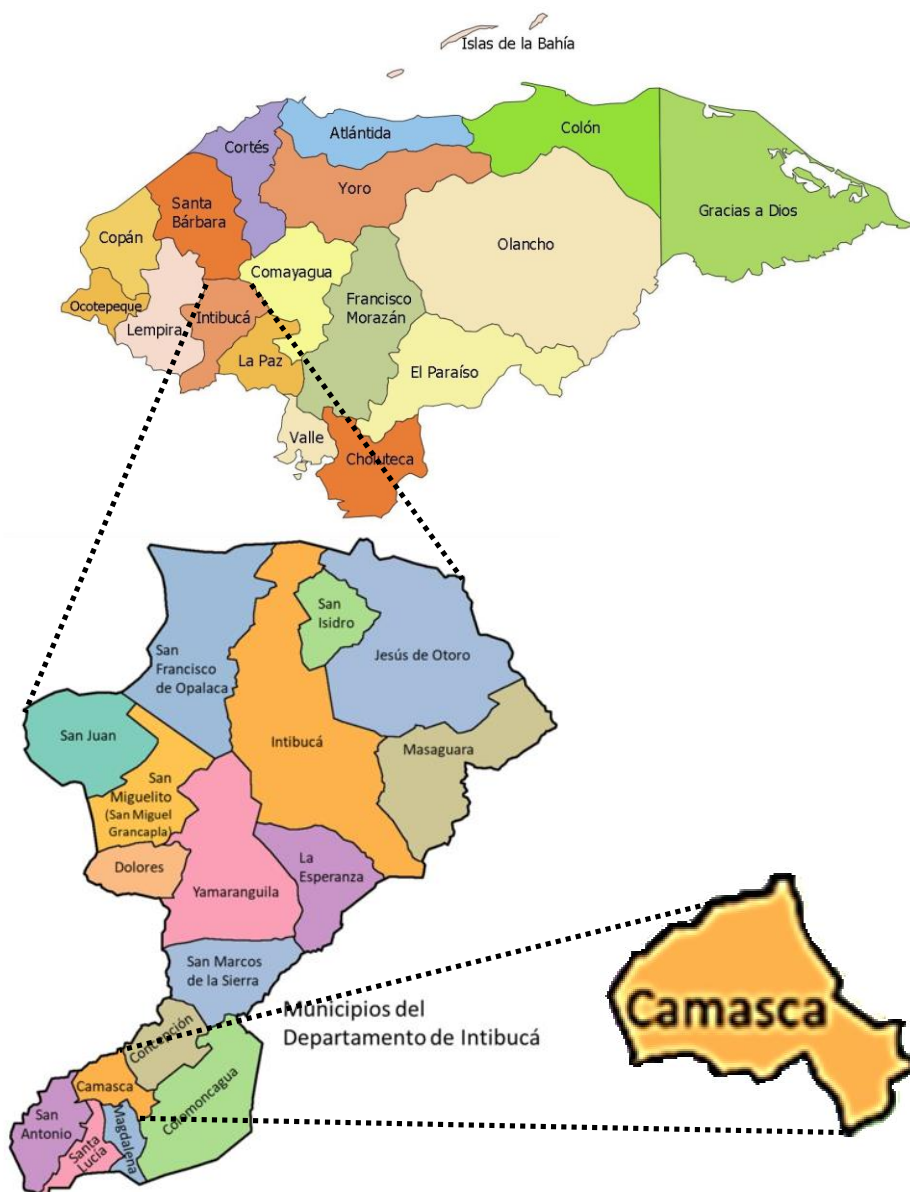 Islas de la Bahía
Atlántida
Colón
Cortés
Yoro
Santa
Bárbara
Gracias a Dios
Copán
Olancho
Comayagua
Ocotepeque
Lempira
Intibucá
Francisco
Morazán
La Paz
El Paraíso
Valle
Choluteca
San
Isidro
San
Francisco
de Opalaca
Jesús de Otoro
San Juan
Intibucá
Masaguara
San
Miguelito
(San Miguel
Grancapla)
Dolores
La
Esperanza
Yamaranguila
San Marcos
de la Sierra
Municipios del
Departamento de Intibucá
Concepción
Camasca
Camasca
Colomoncagua
San
Antonio
Santa
Lucía
Magdalena